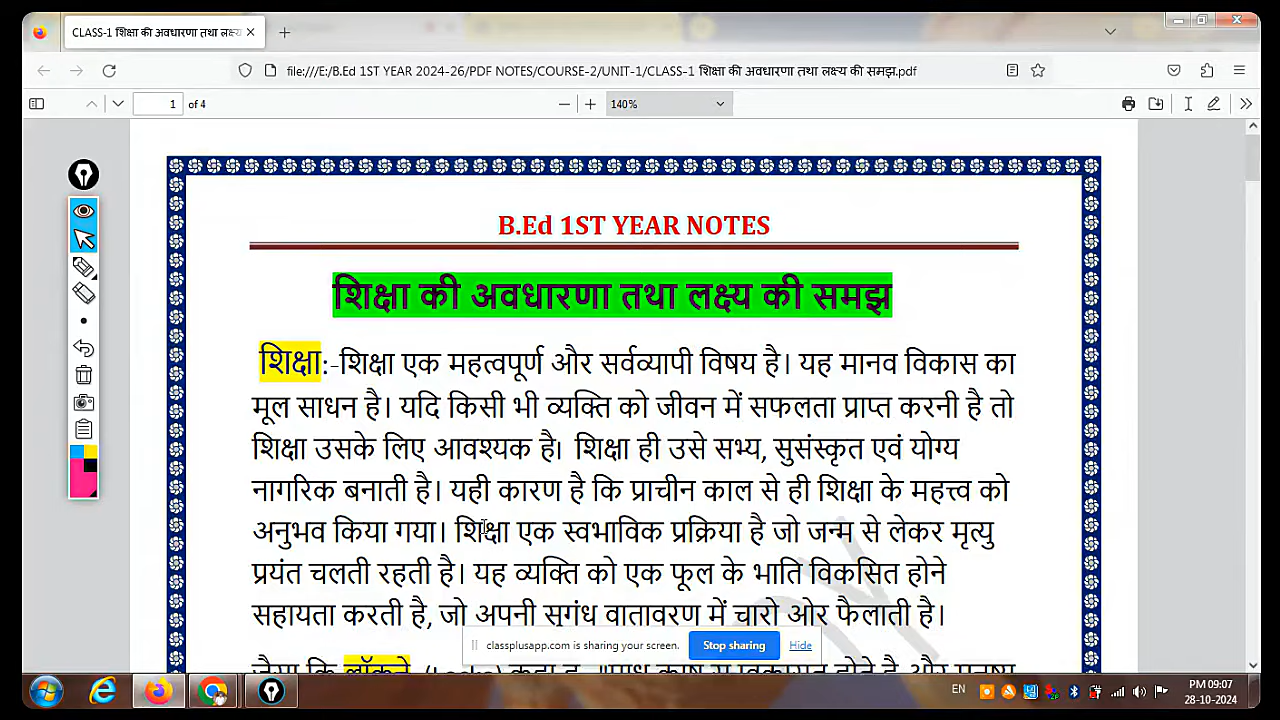 CLASS-1 शिक्षा की अवधारणा तथा लक्ष्य
file:///E:/B.Ed 1ST YEAR 2024-26/PDF NOTES/COURSE-2/UNIT-1/CLASS-1 शिक्षा की अवधारणा तथा लक्ष्य की समझ.pdf
1 of 4
140%
B.Ed 1ST YEAR NOTES
शिक्षा की अवधारणा तथा लक्ष्य की समझ
शिक्षा:-शिक्षा एक महत्वपूर्ण और सर्वव्यापी विषय है। यह मानव विकास का
मूल साधन है। यदि किसी भी व्यक्ति को जीवन में सफलता प्राप्त करनी है तो
शिक्षा उसके लिए आवश्यक है। शिक्षा ही उसे सभ्य, सुसंस्कृत एवं योग्य
नागरिक बनाती है। यही कारण है कि प्राचीन काल से ही शिक्षा के महत्त्व को
अनुभव किया गया। शिक्षा एक स्वभाविक प्रक्रिया है जो जन्म से लेकर मृत्यु
प्रयंत चलती रहती है। यह व्यक्ति को एक फूल के भाति विकसित होने
सहायता करती है, जो अपनी सुगंध वातावरण में चारो ओर फैलाती है।
classplusapp.com is sharing your screen. Stop sharing Hide
जैसा कि लॉकने
EN
PM 09:07
28-10-2024